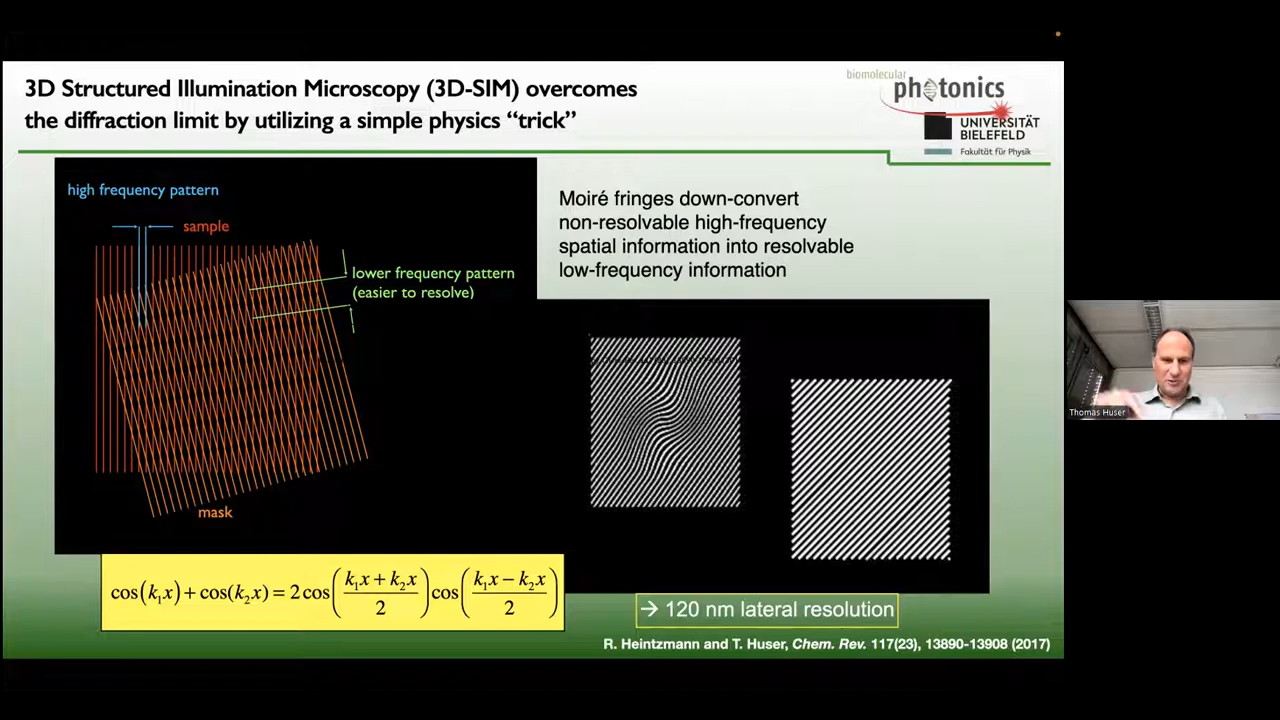 3D Structured Illumination Microscopy (3D-SIM) overcomes
the diffraction limit by utilizing a simple physics “trick”
biomolecular
photonics
UNIVERSITÄT
BIELEFELD
Fakultät für Physik
high frequency pattern
sample
lower frequency pattern
(easier to resolve)
mask
Moiré fringes down-convert
non-resolvable high-frequency
spatial information into resolvable
low-frequency information
cos(k₁x) + cos(k₂x) = 2cos((k₁x + k₂x)/2)cos((k₁x − k₂x)/2)
→ 120 nm lateral resolution
R. Heintzmann and T. Huser, Chem. Rev. 117(23), 13890-13908 (2017)
Thomas Huser